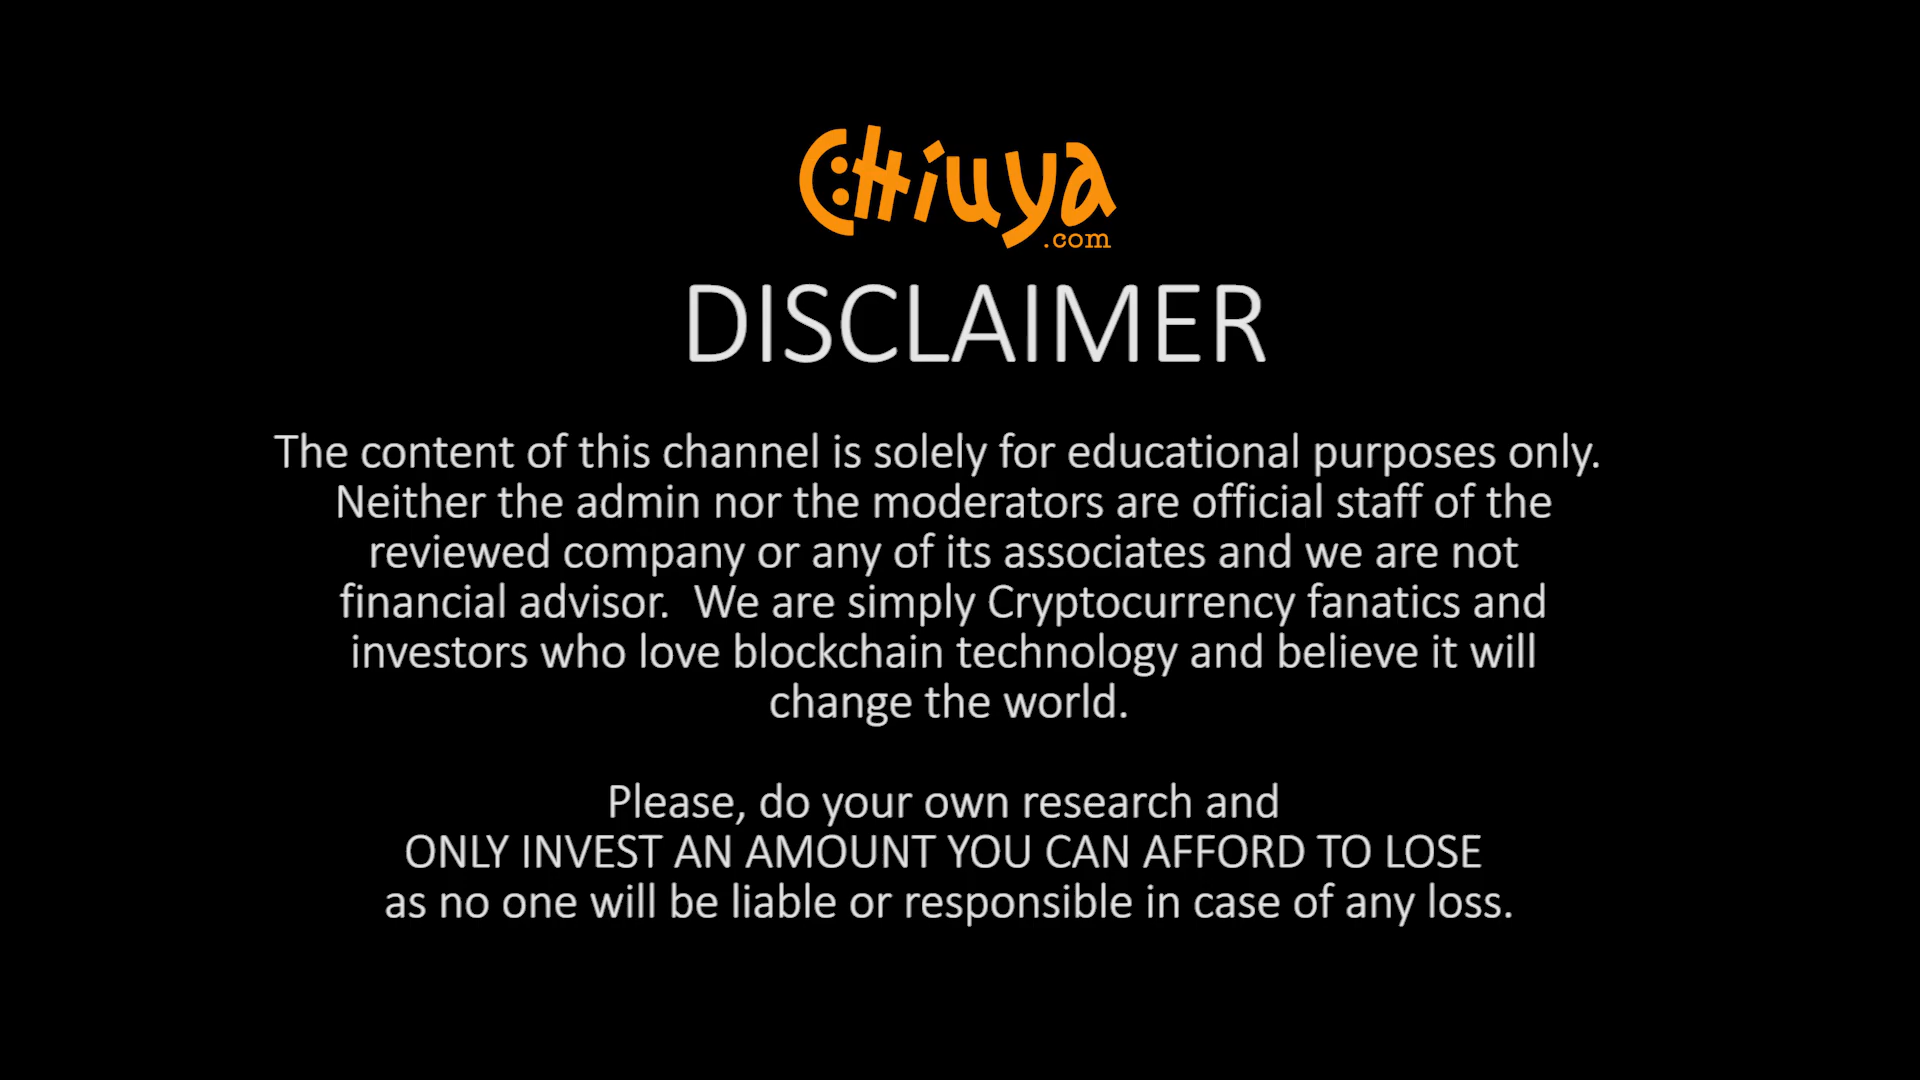 CHiuya
.com
DISCLAIMER
The content of this channel is solely for educational purposes only.
Neither the admin nor the moderators are official staff of the
reviewed company or any of its associates and we are not
financial advisor.  We are simply Cryptocurrency fanatics and
investors who love blockchain technology and believe it will
change the world.
Please, do your own research and
ONLY INVEST AN AMOUNT YOU CAN AFFORD TO LOSE
as no one will be liable or responsible in case of any loss.